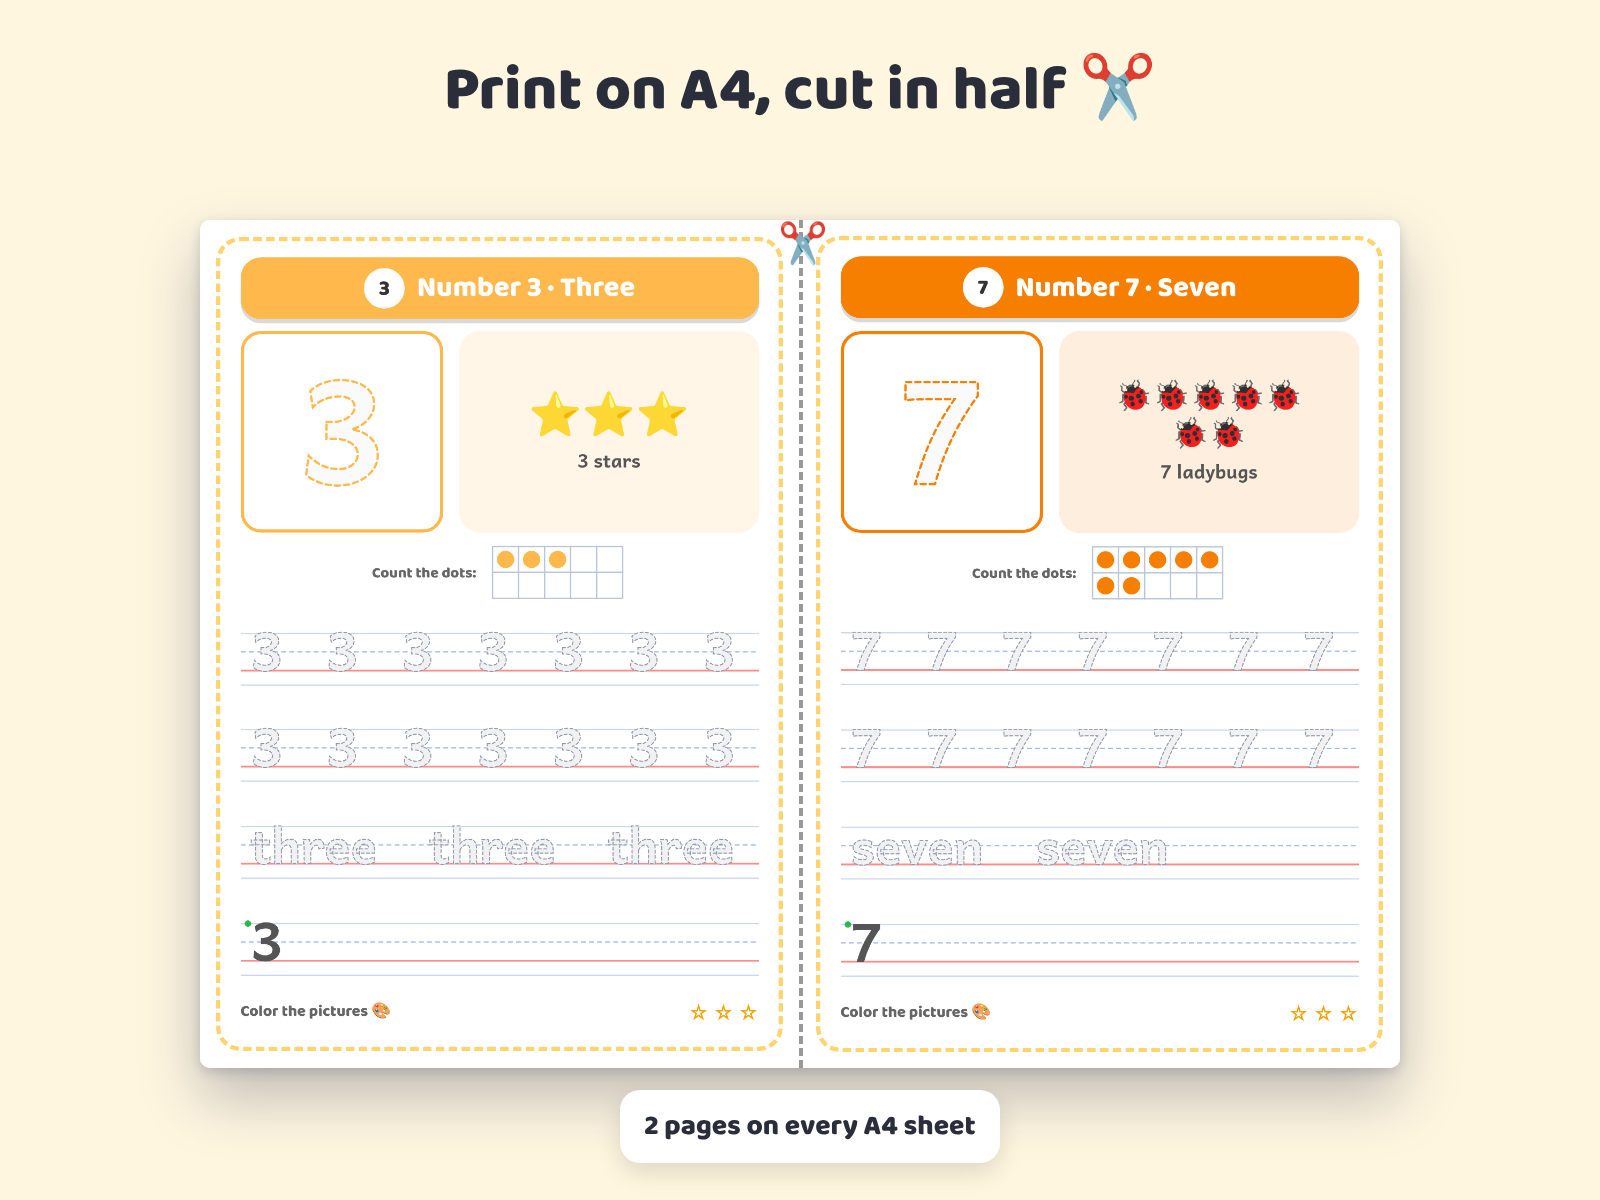 Print on A4, cut in half
3 Number 3 · Three
3
3 stars
Count the dots:
3 3 3 3 3 3 3
3 3 3 3 3 3 3
three three three
3
Color the pictures
7 Number 7 · Seven
7
7 ladybugs
Count the dots:
7 7 7 7 7 7 7
7 7 7 7 7 7 7
seven seven
7
Color the pictures
2 pages on every A4 sheet